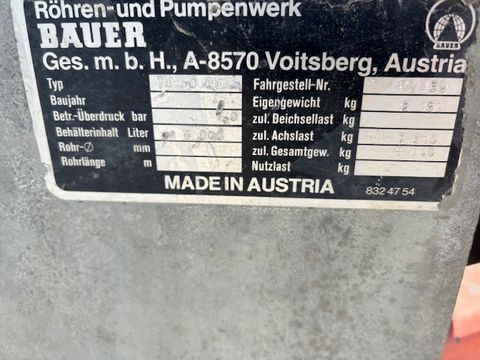 Röhren-und Pumpenwerk
BAUER
BAUER
Ges. m. b. H., A-8570 Voitsberg, Austria
Typ Fahrgestell-Nr.
Baujahr Eigengewicht kg
Betr.-Überdruck bar zul. Deichsellast kg
Behälterinhalt Liter zul. Achslast kg
Rohr-Ø mm zul. Gesamtgew. kg
Rohrlänge m Nutzlast kg
MADE IN AUSTRIA 832 47 54